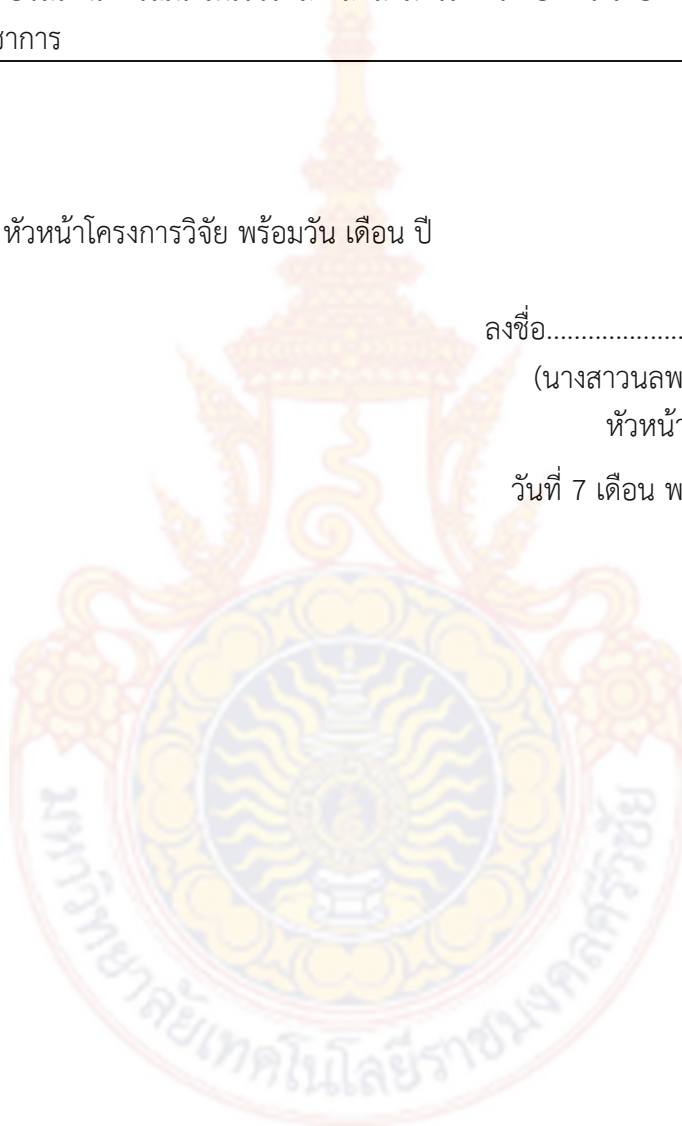 ชาการ
หัวหน้าโครงการวิจัย พร้อมวัน เดือน ปี
ลงชื่อ...................
(นางสาวนลพ
หัวหน้า
วันที่ 7 เดือน พ
มหาวิทยาลัยเทคโนโลยีราชมงคลศรีวิชัย